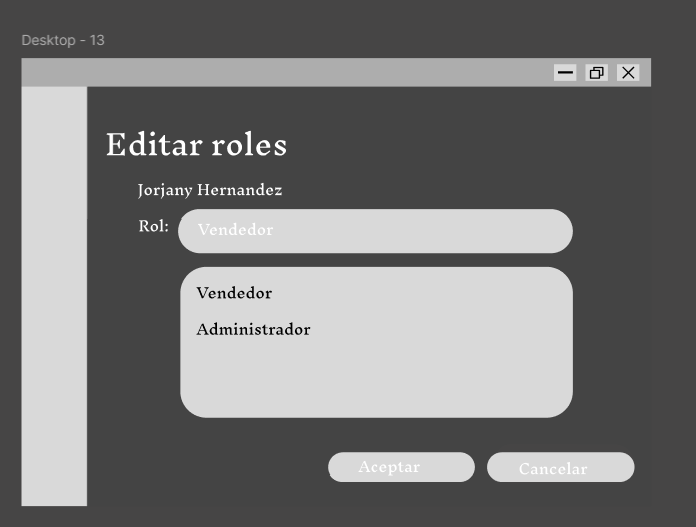 Desktop - 13
Editar roles
Jorjany Hernandez
Rol: Vendedor
Vendedor
Administrador
Aceptar Cancelar